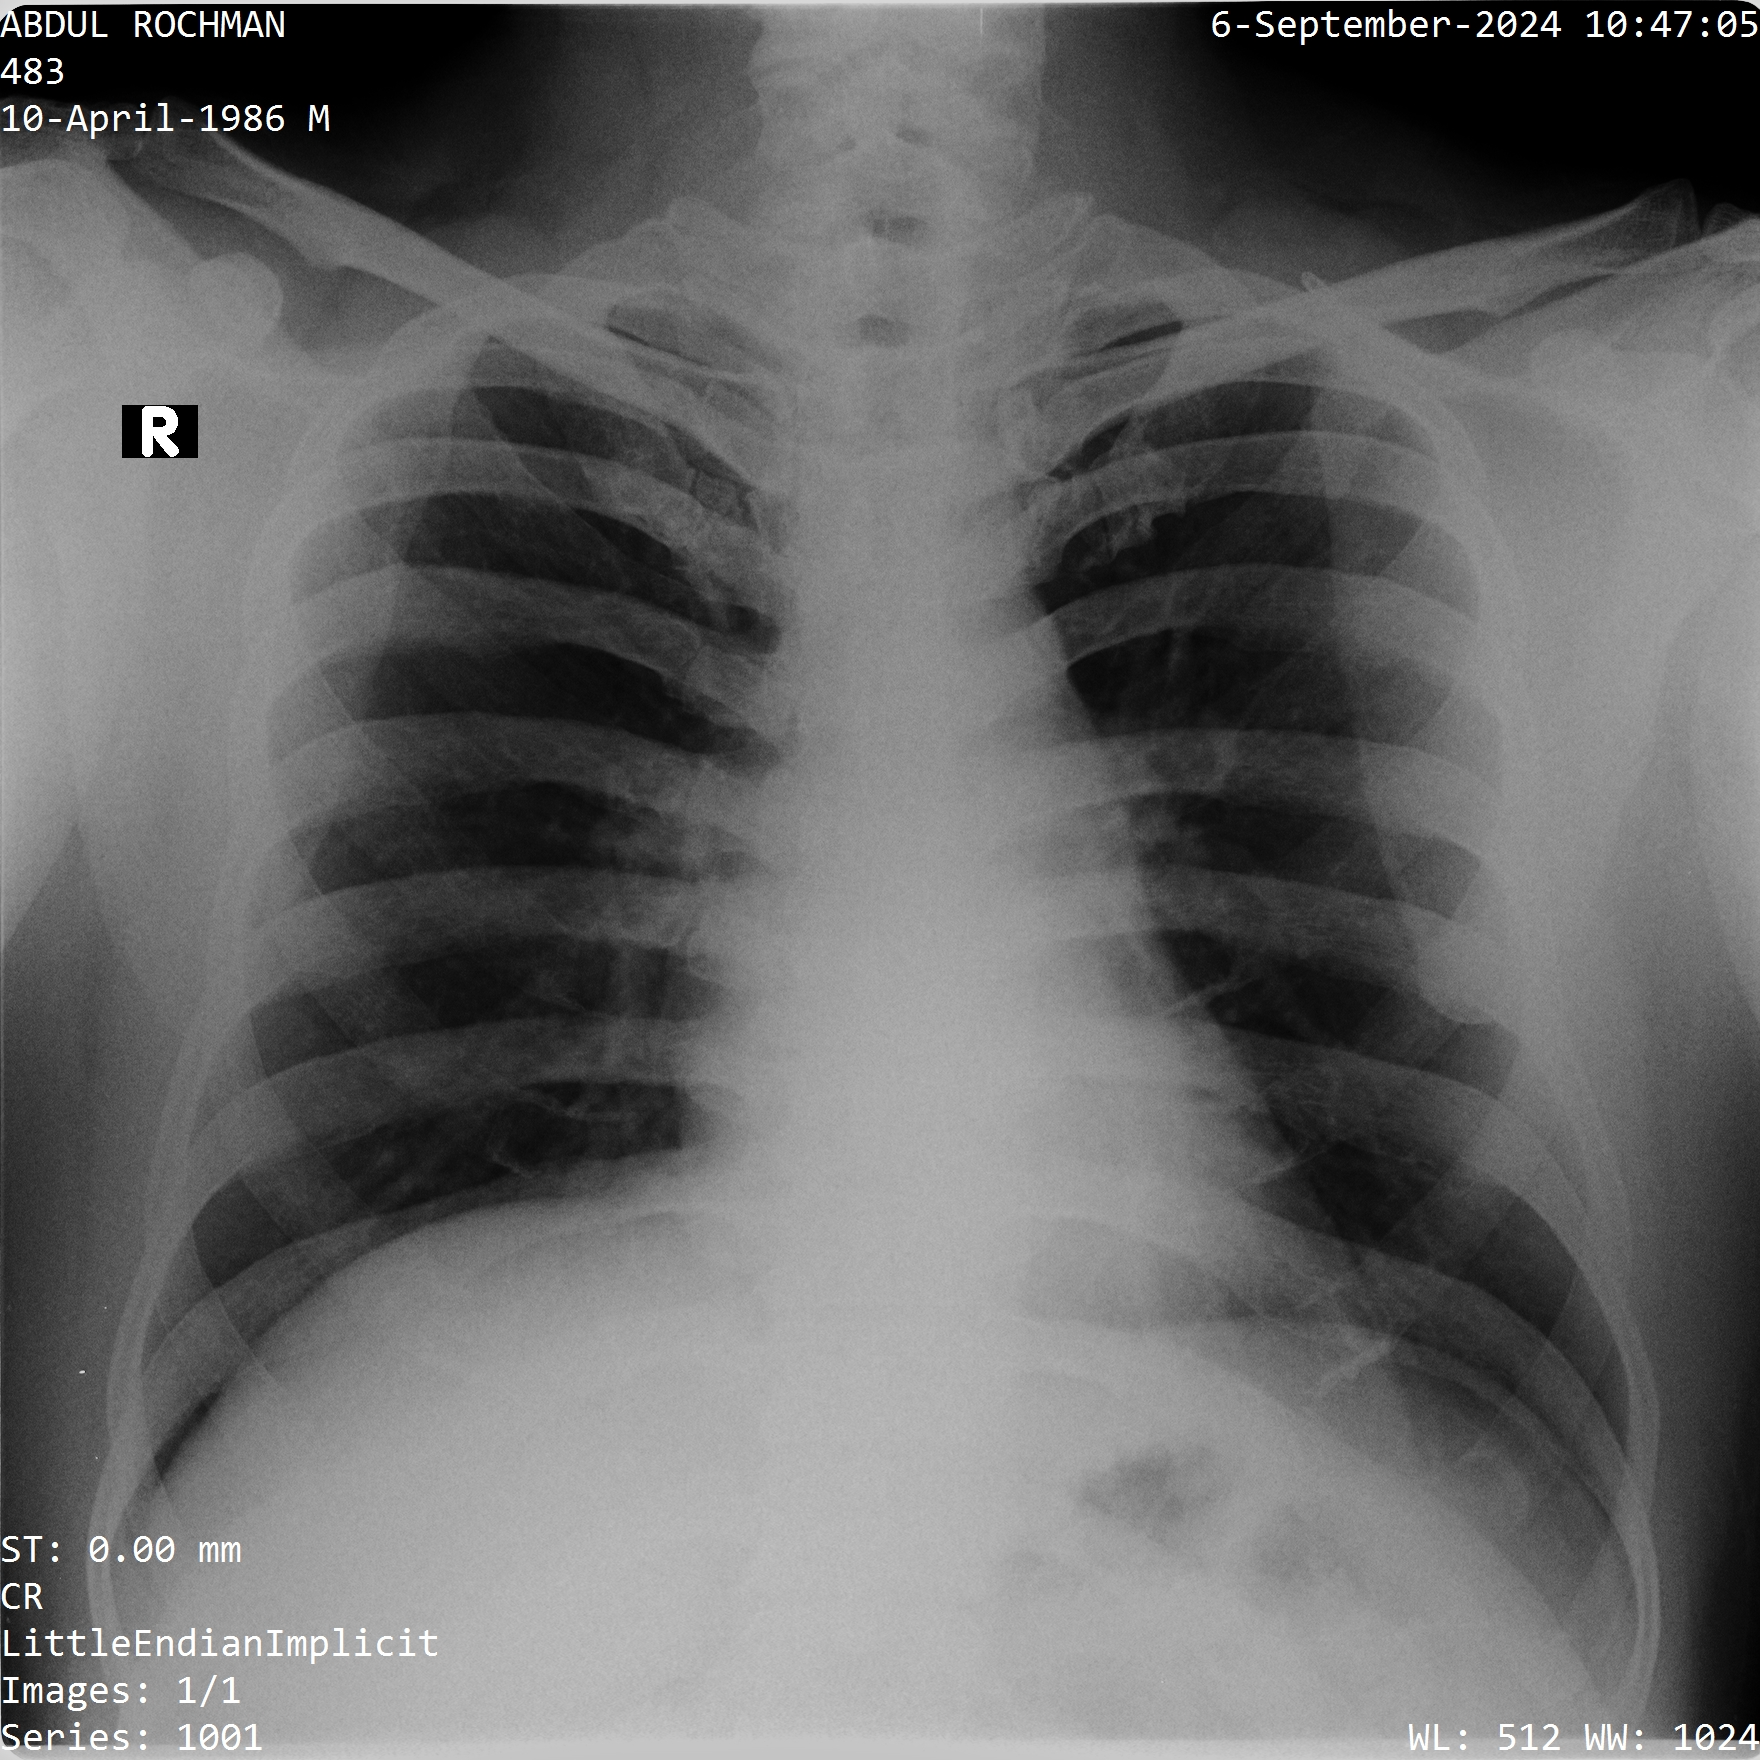 ABDUL ROCHMAN
483
10-April-1986 M
6-September-2024 10:47:05
R
ST: 0.00 mm
CR
LittleEndianImplicit
Images: 1/1
Series: 1001
WL: 512 WW: 1024